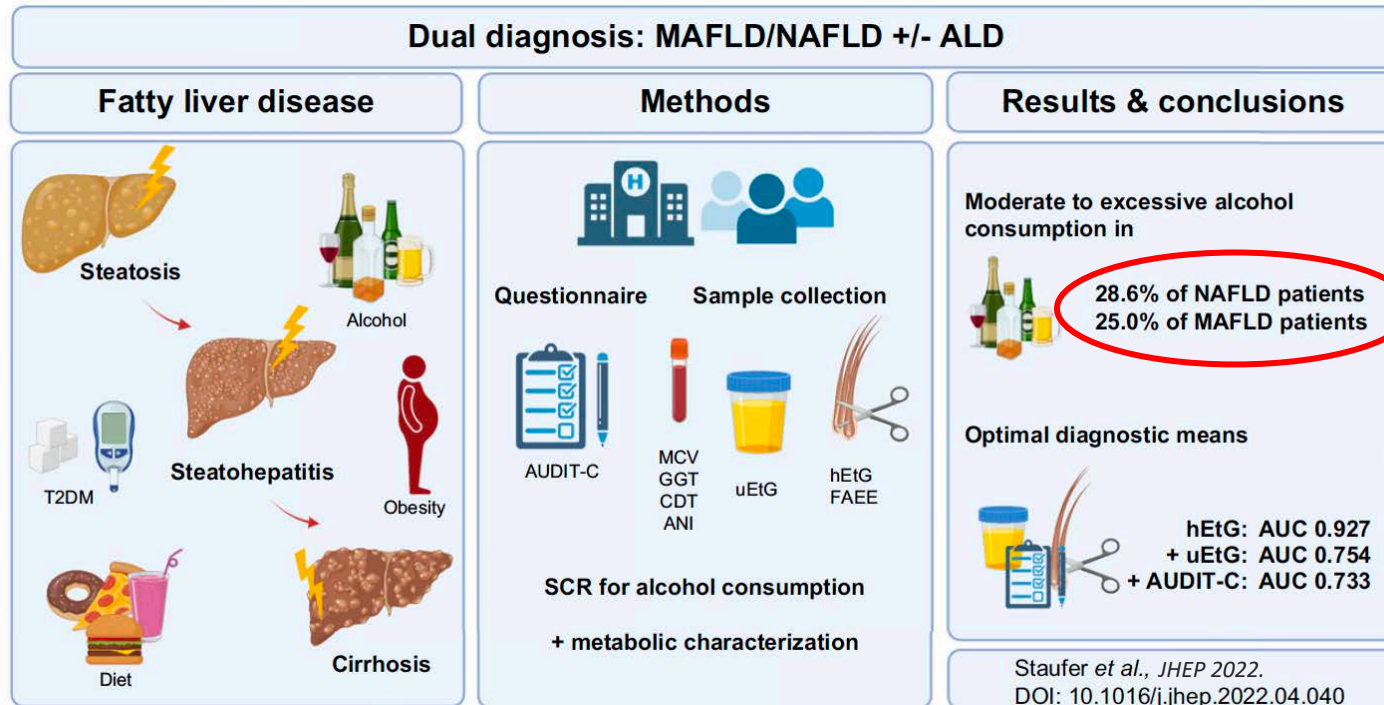 Dual diagnosis: MAFLD/NAFLD +/- ALD
Fatty liver disease
Steatosis
Alcohol
Steatohepatitis
T2DM
Obesity
Diet
Cirrhosis
Methods
H
Questionnaire
Sample collection
AUDIT-C
MCV
GGT
CDT
ANI
uEtG
hEtG
FAEE
SCR for alcohol consumption
+ metabolic characterization
Results & conclusions
Moderate to excessive alcohol
consumption in
28.6% of NAFLD patients
25.0% of MAFLD patients
Optimal diagnostic means
hEtG: AUC 0.927
+ uEtG: AUC 0.754
+ AUDIT-C: AUC 0.733
Staufer et al., JHEP 2022.
DOI: 10.1016/j.jhep.2022.04.040